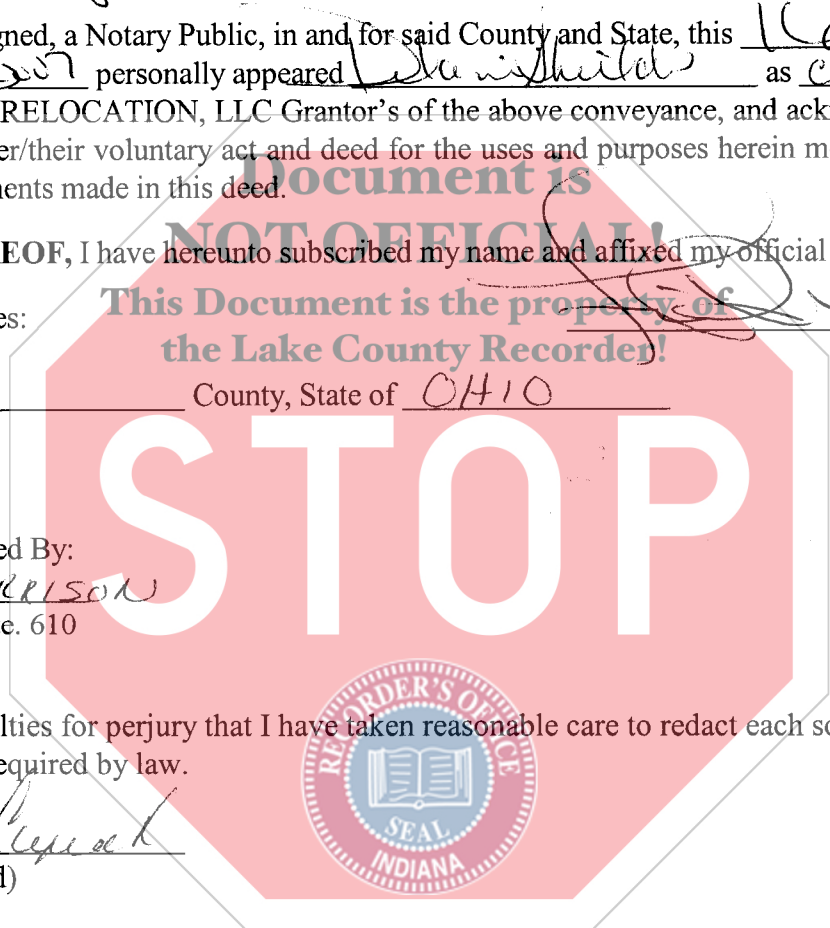 gned, a Notary Public, in and for said County and State, this
personally appeared as
RELOCATION, LLC Grantor's of the above conveyance, and ack
er/their voluntary act and deed for the uses and purposes herein m
ents made in this deed.
Document is
NOT OFFICIAL!
EOF, I have hereunto subscribed my name and affixed my official
This Document is the property of
es:
the Lake County Recorder!
County, State of OHIO
STOP
ed By:
RRISON
e. 610
RECORDER'S OFFICE
lties for perjury that I have taken reasonable care to redact each so
equired by law.
SEAL
INDIANA
d)